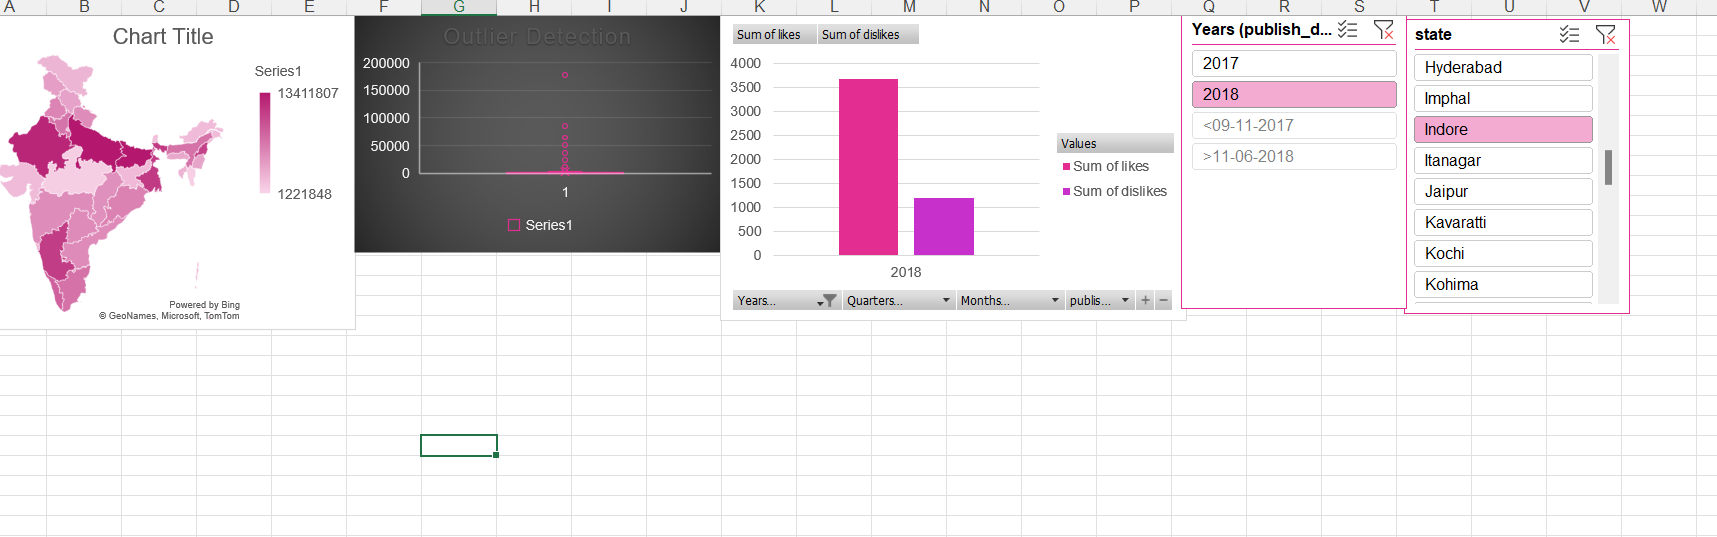 A B C D E F G H I J K L M N O P Q R S T U V W
Chart Title
Series1
13411807
1221848
Powered by Bing
© GeoNames, Microsoft, TomTom
Outlier Detection
200000
150000
100000
50000
0
1
Series1
Sum of likes Sum of dislikes
4000
3500
3000
2500
2000
1500
1000
500
0
2018
Values
Sum of likes
Sum of dislikes
Years... Quarters... Months... publis... + −
Years (publish_d...
2017
2018
<09-11-2017
>11-06-2018
state
Hyderabad
Imphal
Indore
Itanagar
Jaipur
Kavaratti
Kochi
Kohima